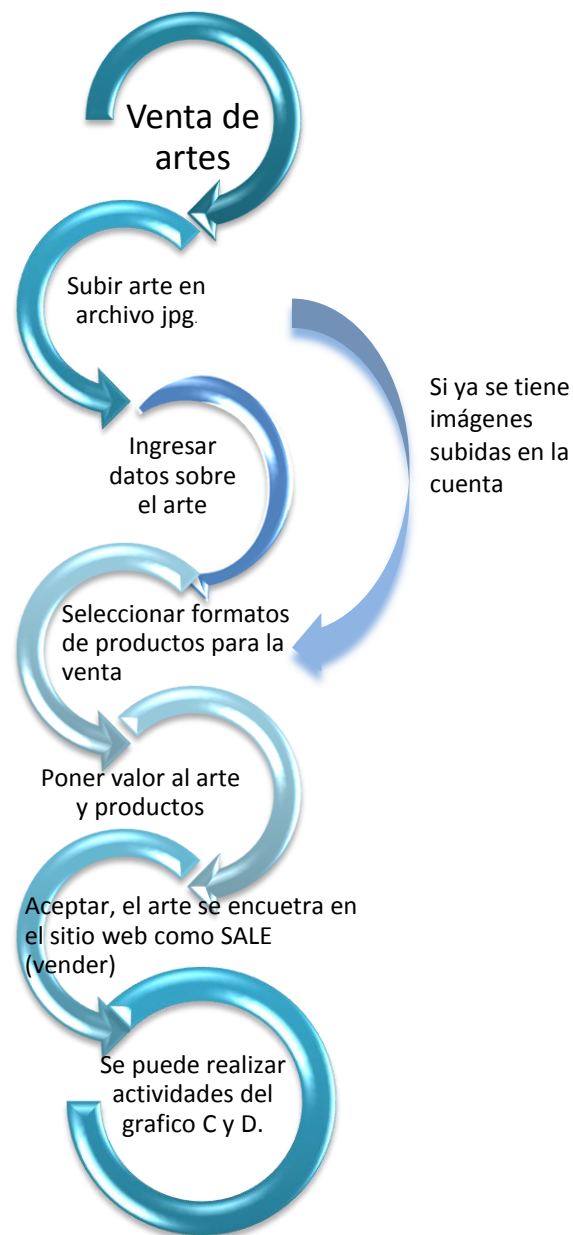 Venta de
artes
Subir arte en
archivo jpg.
Si ya se tiene
imágenes
subidas en la
cuenta
Ingresar
datos sobre
el arte
Seleccionar formatos
de productos para la
venta
Poner valor al arte
y productos
Aceptar, el arte se encuetra en
el sitio web como SALE
(vender)
Se puede realizar
actividades del
grafico C y D.